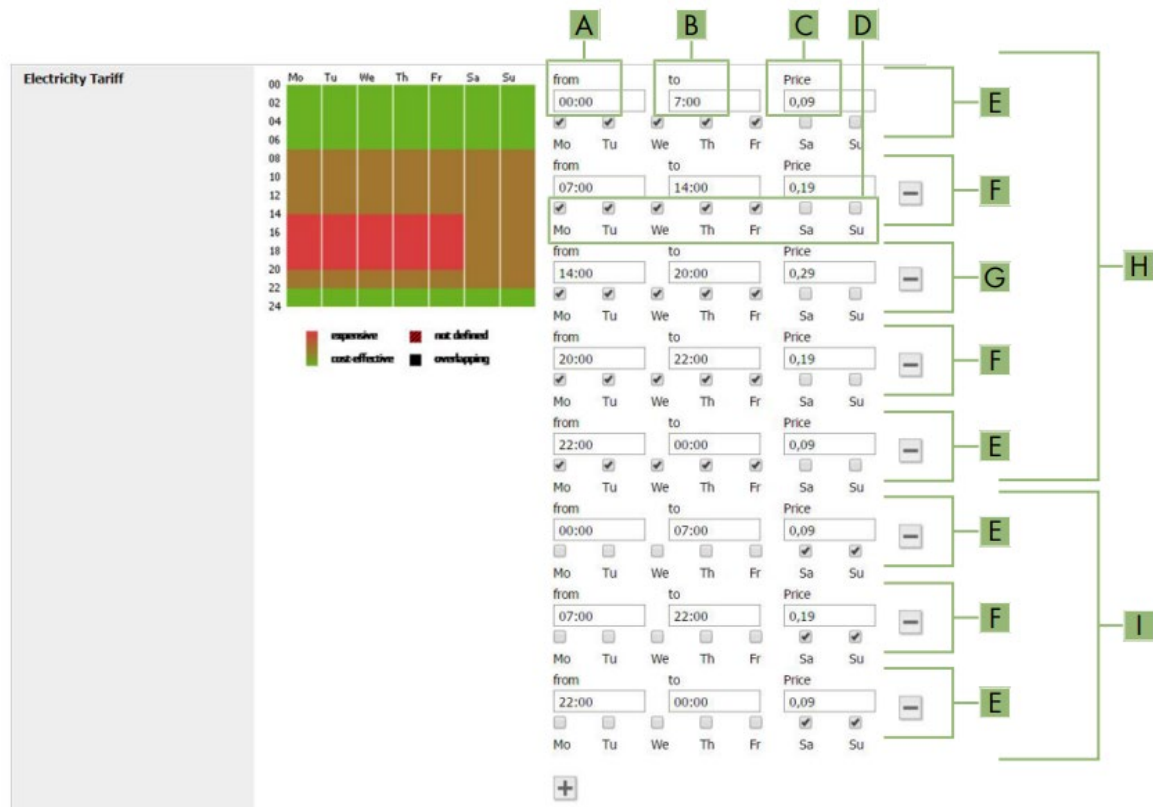 A B C D
Electricity Tariff
Mo Tu We Th Fr Sa Su
00
02
04
06
08
10
12
14
16
18
20
22
24
expensive not defined
cost-effective overlapping
from to Price
00:00 7:00 0,09
Mo Tu We Th Fr Sa Su
E
from to Price
07:00 14:00 0,19
Mo Tu We Th Fr Sa Su
F
from to Price
14:00 20:00 0,29
Mo Tu We Th Fr Sa Su
G
from to Price
20:00 22:00 0,19
Mo Tu We Th Fr Sa Su
F
from to Price
22:00 00:00 0,09
Mo Tu We Th Fr Sa Su
E
H
from to Price
00:00 07:00 0,09
Mo Tu We Th Fr Sa Su
E
from to Price
07:00 22:00 0,19
Mo Tu We Th Fr Sa Su
F
from to Price
22:00 00:00 0,09
Mo Tu We Th Fr Sa Su
E
I